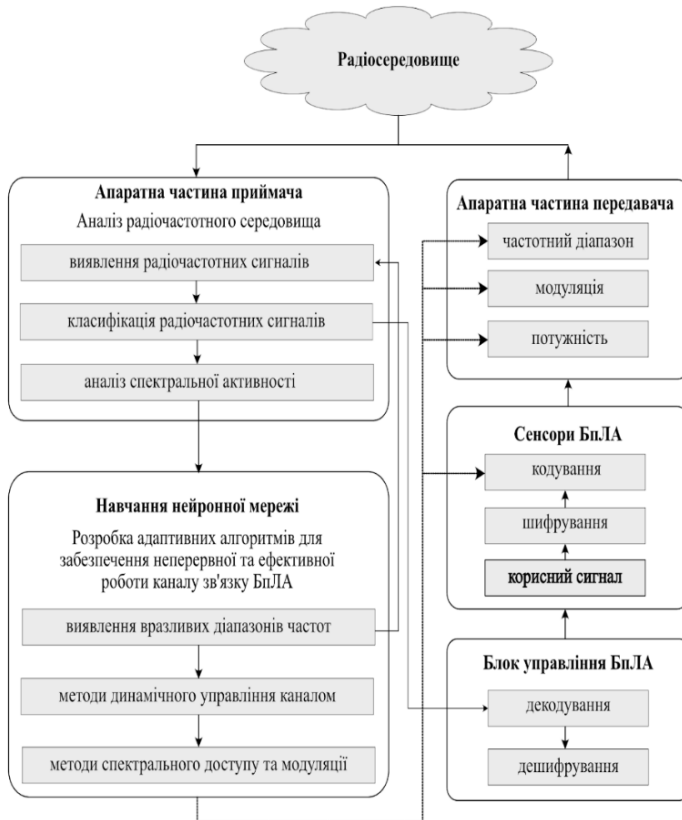 Радіосередовище
Апаратна частина приймача
Аналіз радіочастотного середовища
виявлення радіочастотних сигналів
класифікація радіочастотних сигналів
аналіз спектральної активності
Навчання нейронної мережі
Розробка адаптивних алгоритмів для
забезпечення неперервної та ефективної
роботи каналу зв'язку БпЛА
виявлення вразливих діапазонів частот
методи динамічного управління каналом
методи спектрального доступу та модуляції
Апаратна частина передавача
частотний діапазон
модуляція
потужність
Сенсори БпЛА
кодування
шифрування
корисний сигнал
Блок управління БпЛА
декодування
дешифрування